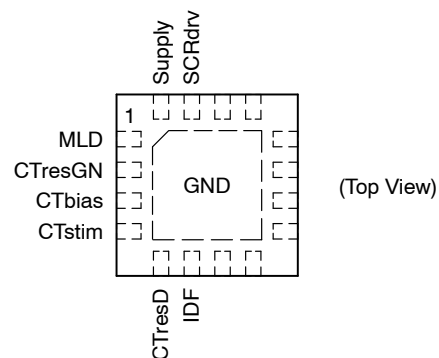 Supply
SCRdrv
1
MLD
CTresGN
CTbias
CTstim
GND
(Top View)
CTresD
IDF